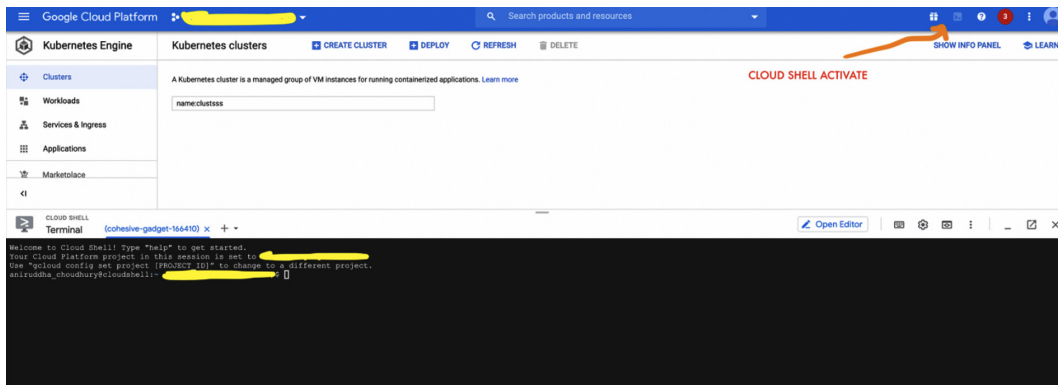 Google Cloud Platform
Search products and resources
3
Kubernetes Engine
Kubernetes clusters
CREATE CLUSTER
DEPLOY
REFRESH
DELETE
SHOW INFO PANEL
LEARN
CLOUD SHELL ACTIVATE
Clusters
Workloads
Services & Ingress
Applications
Marketplace
A Kubernetes cluster is a managed group of VM instances for running containerized applications. Learn more
name:clustsss
CLOUD SHELL
Terminal
(cohesive-gadget-166410)
Open Editor
Welcome to Cloud Shell! Type "help" to get started.
Your Cloud Platform project in this session is set to
Use "gcloud config set project [PROJECT_ID]" to change to a different project.
aniruddha_choudhury@cloudshell:~ $